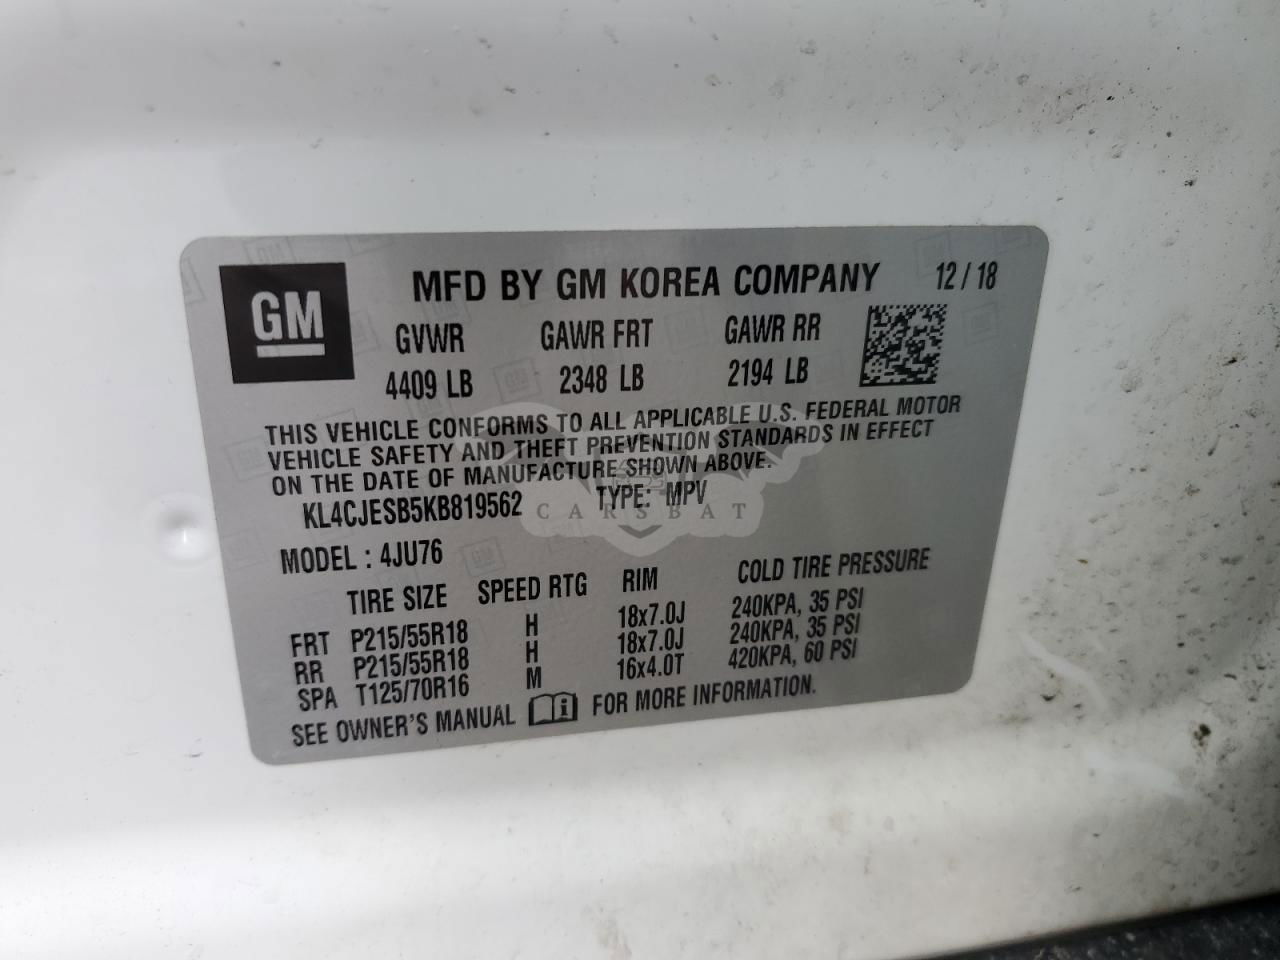 GM
MFD BY GM KOREA COMPANY 12/18
GVWR GAWR FRT GAWR RR
4409 LB 2348 LB 2194 LB
THIS VEHICLE CONFORMS TO ALL APPLICABLE U.S. FEDERAL MOTOR
VEHICLE SAFETY AND THEFT PREVENTION STANDARDS IN EFFECT
ON THE DATE OF MANUFACTURE SHOWN ABOVE.
KL4CJESB5KB819562 TYPE: MPV
CARSBAT
MODEL : 4JU76
TIRE SIZE SPEED RTG RIM COLD TIRE PRESSURE
FRT P215/55R18 H 18x7.0J 240KPA, 35 PSI
RR P215/55R18 H 18x7.0J 240KPA, 35 PSI
SPA T125/70R16 M 16x4.0T 420KPA, 60 PSI
SEE OWNER'S MANUAL i FOR MORE INFORMATION.